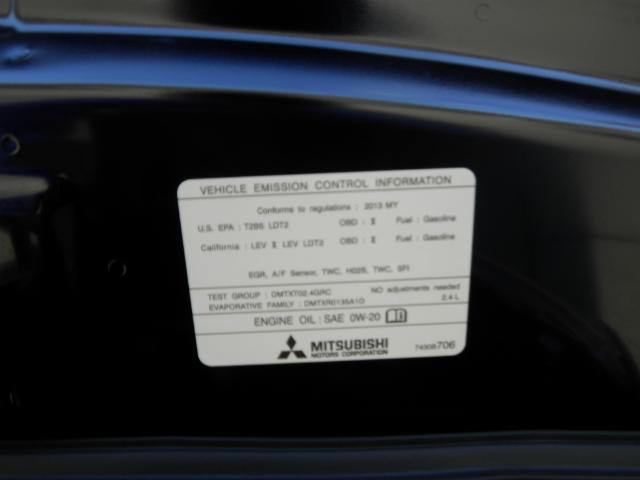 VEHICLE EMISSION CONTROL INFORMATION
Conforms to regulations : 2013 MY
U.S. EPA : T2B5 LDT2 OBD : II Fuel : Gasoline
California : LEV II LEV LDT2 OBD : II Fuel : Gasoline
EGR, A/F Sensor, TWC, HO2S, TWC, SFI
TEST GROUP : DMTXT02.4GRC NO adjustments needed
EVAPORATIVE FAMILY : DMTXR0135A1D 2.4 L
ENGINE OIL : SAE 0W-20
MITSUBISHI
MOTORS CORPORATION 7430B706